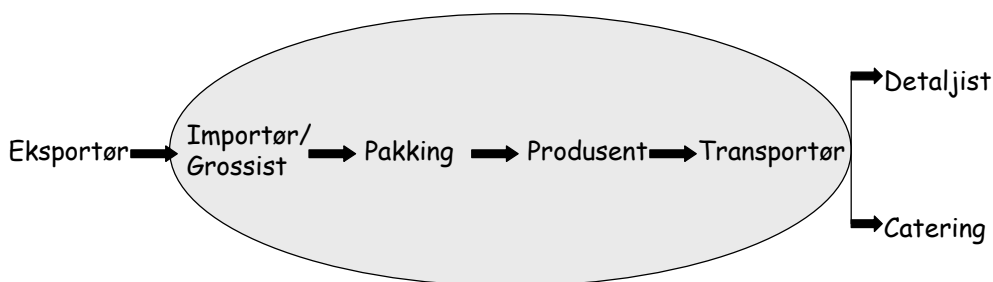 Eksportør
Importør/
Grossist
Pakking
Produsent
Transportør
Detaljist
Catering